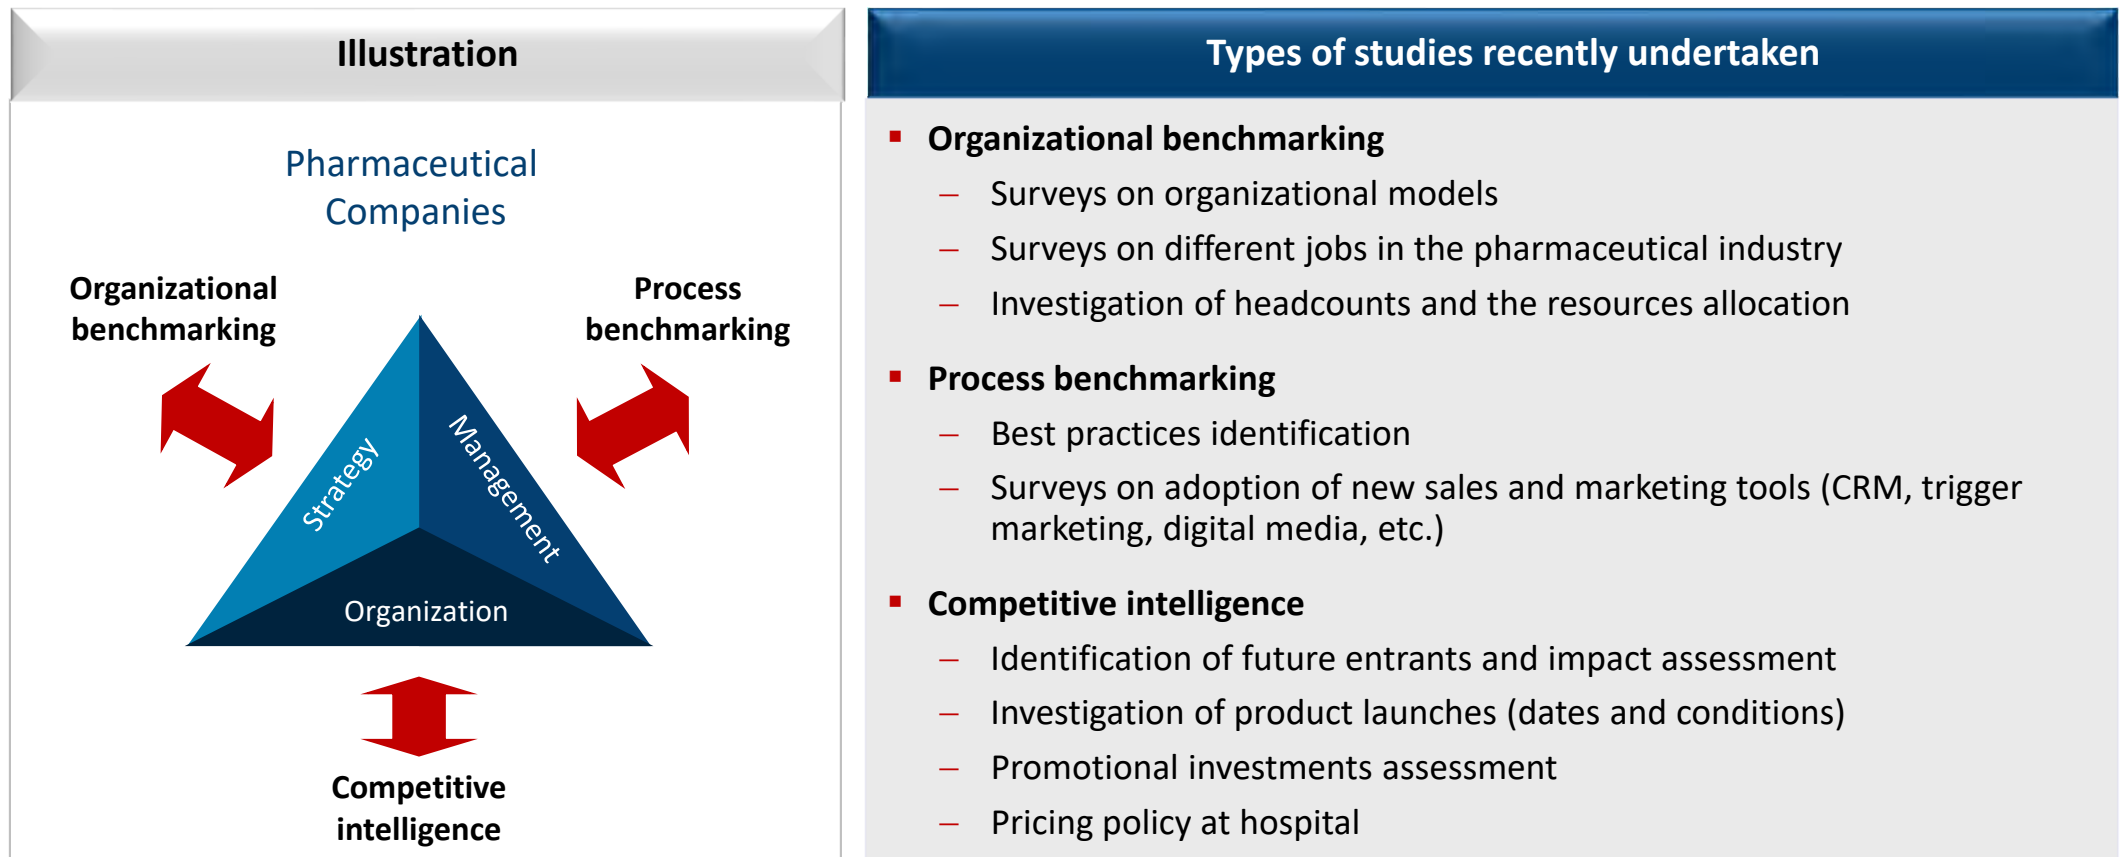 Illustration
Pharmaceutical
Companies
Organizational
benchmarking
Process
benchmarking
Strategy
Management
Organization
Competitive
intelligence
Types of studies recently undertaken
▪ Organizational benchmarking
– Surveys on organizational models
– Surveys on different jobs in the pharmaceutical industry
– Investigation of headcounts and the resources allocation
▪ Process benchmarking
– Best practices identification
– Surveys on adoption of new sales and marketing tools (CRM, trigger
marketing, digital media, etc.)
▪ Competitive intelligence
– Identification of future entrants and impact assessment
– Investigation of product launches (dates and conditions)
– Promotional investments assessment
– Pricing policy at hospital